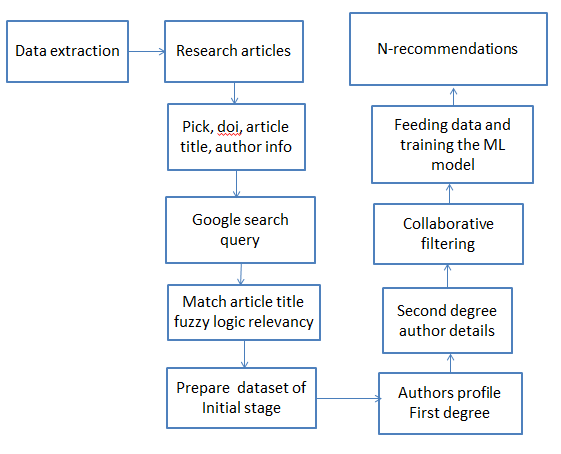 Data extraction
Research articles
Pick, doi, article
title, author info
Google search
query
Match article title
fuzzy logic relevancy
Prepare dataset of
Initial stage
Authors profile
First degree
Second degree
author details
Collaborative
filtering
Feeding data and
training the ML
model
N-recommendations